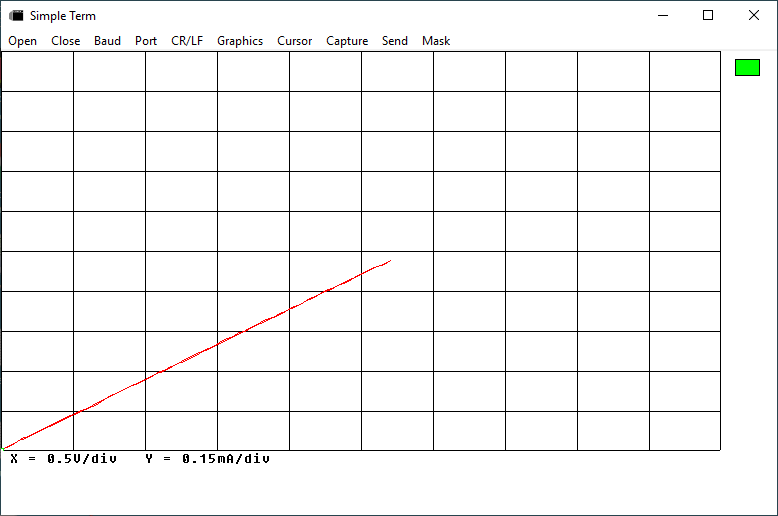 Simple Term
Open Close Baud Port CR/LF Graphics Cursor Capture Send Mask
X = 0.5V/div Y = 0.15mA/div